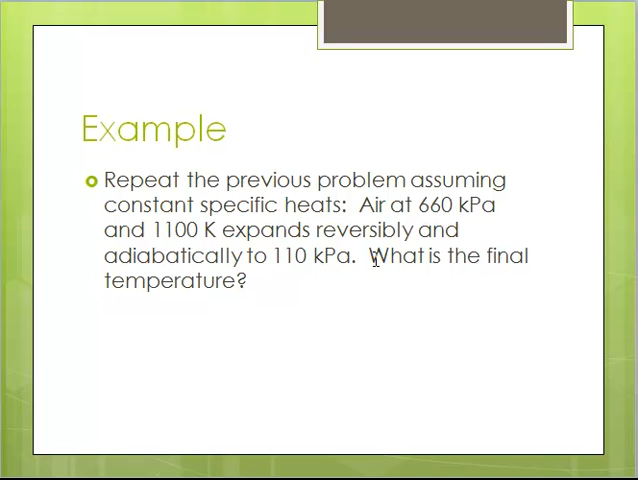 Example
Repeat the previous problem assuming
constant specific heats:  Air at 660 kPa
and 1100 K expands reversibly and
adiabatically to 110 kPa.  What is the final
temperature?